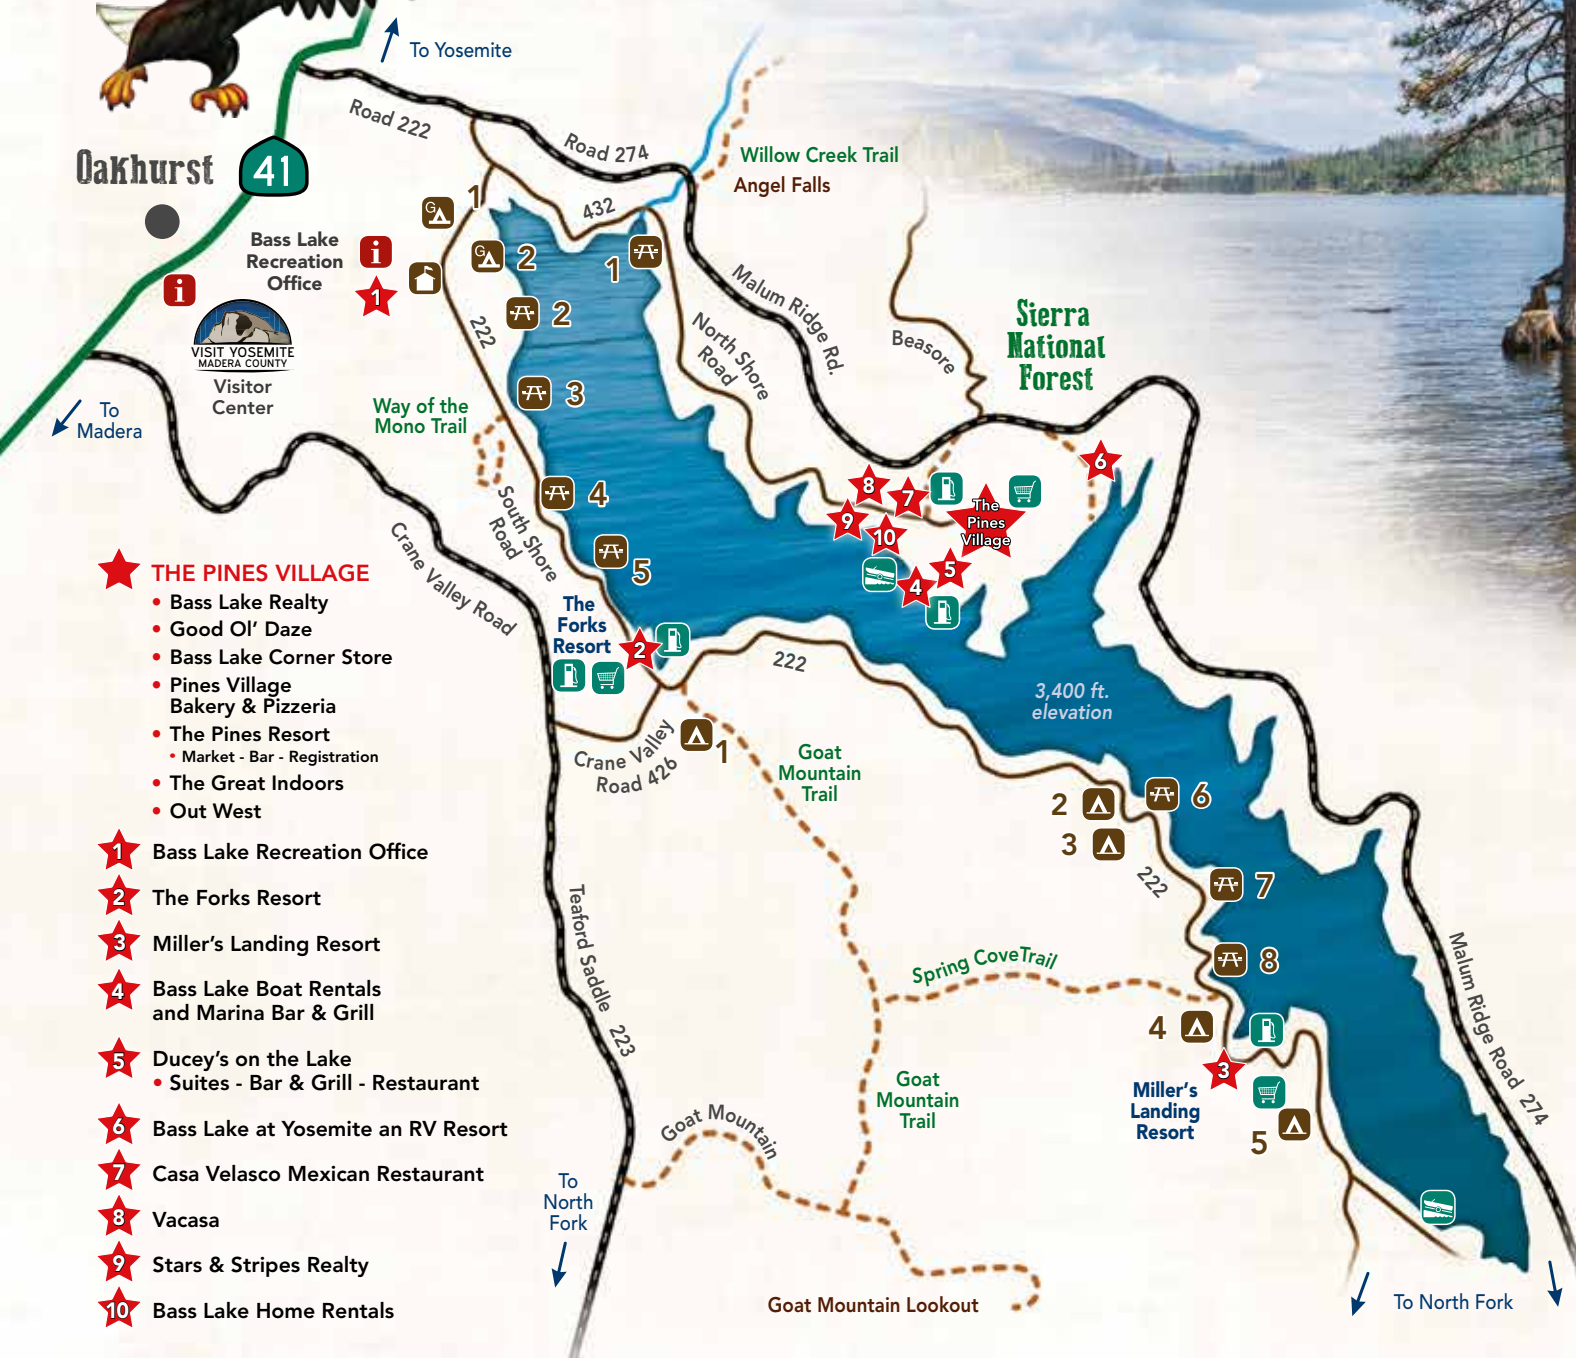 To Yosemite
Road 222
Road 274
Oakhurst
41
Willow Creek Trail
Angel Falls
G
1
432
Bass Lake
Recreation
Office
i
1
i
G
2
1
VISIT YOSEMITE
MADERA COUNTY
Visitor
Center
2
222
Malum Ridge Rd.
North Shore
Road
Beasore
Sierra
National
Forest
To
Madera
Way of the
Mono Trail
3
4
South Shore
Road
5
Crane Valley Road
6
8
7
9
10
The
Pines
Village
5
4
The
Forks
Resort
2
222
3,400 ft.
elevation
Crane Valley
Road 426
1
Goat
Mountain
Trail
2
3
6
222
7
8
Spring CoveTrail
4
3
Miller's
Landing
Resort
5
Malum Ridge Road 274
Teaford Saddle 223
Goat
Mountain
Trail
Goat Mountain
To
North
Fork
Goat Mountain Lookout
To North Fork
THE PINES VILLAGE
• Bass Lake Realty
• Good Ol' Daze
• Bass Lake Corner Store
• Pines Village
Bakery & Pizzeria
• The Pines Resort
• Market - Bar - Registration
• The Great Indoors
• Out West
1 Bass Lake Recreation Office
2 The Forks Resort
3 Miller's Landing Resort
4 Bass Lake Boat Rentals
and Marina Bar & Grill
5 Ducey's on the Lake
• Suites - Bar & Grill - Restaurant
6 Bass Lake at Yosemite an RV Resort
7 Casa Velasco Mexican Restaurant
8 Vacasa
9 Stars & Stripes Realty
10 Bass Lake Home Rentals